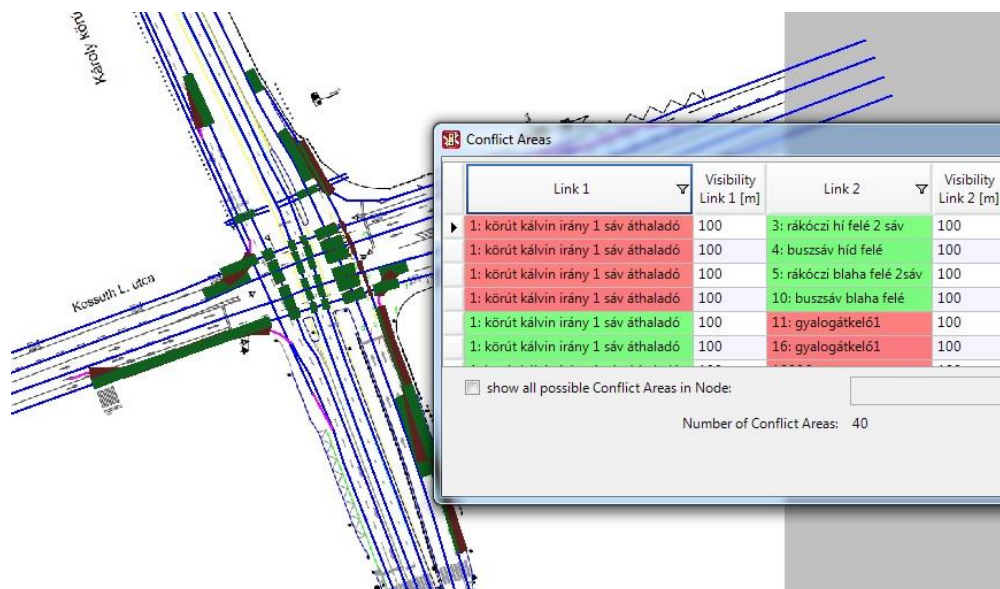 Károly körú
Kossuth L. utca
Conflict Areas
Link 1 Visibility Link 1 [m] Link 2 Visibility Link 2 [m]
1: körút kálvin irány 1 sáv áthaladó 100 3: rákóczi hí felé 2 sáv 100
1: körút kálvin irány 1 sáv áthaladó 100 4: buszsáv híd felé 100
1: körút kálvin irány 1 sáv áthaladó 100 5: rákóczi blaha felé 2sáv 100
1: körút kálvin irány 1 sáv áthaladó 100 10: buszsáv blaha felé 100
1: körút kálvin irány 1 sáv áthaladó 100 11: gyalogátkelő1 100
1: körút kálvin irány 1 sáv áthaladó 100 16: gyalogátkelő1 100
show all possible Conflict Areas in Node:
Number of Conflict Areas: 40